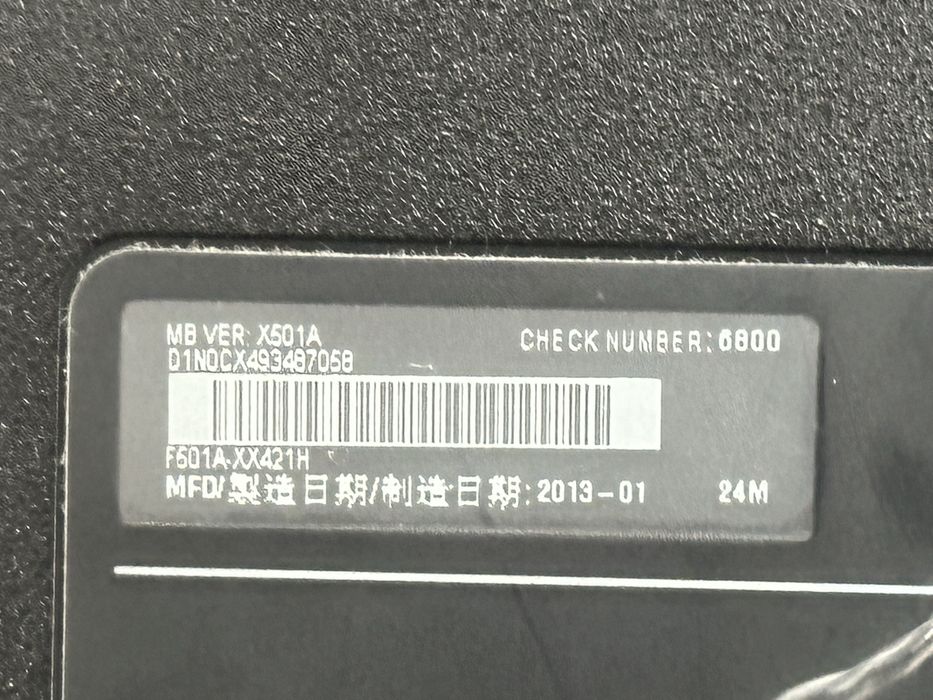 MB VER: X501A
CHECK NUMBER: 6800
D1N0CX493487058
F501A-XX421H
MFD/製造日期/制造日期: 2013-01 24M